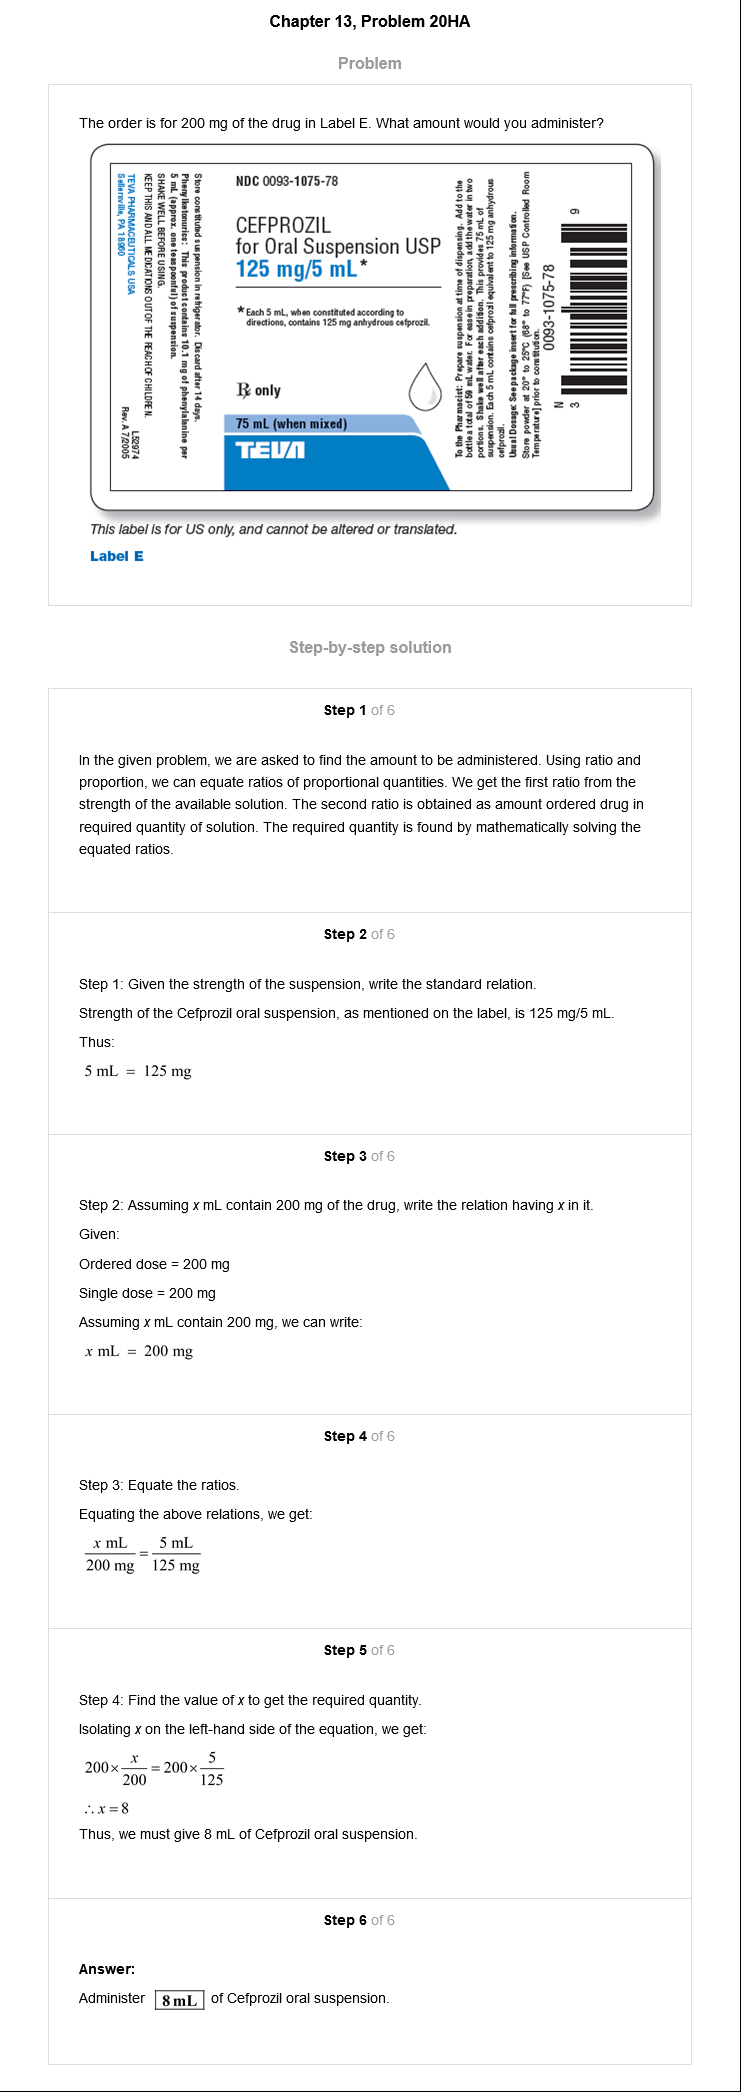 Chapter 13, Problem 20HA
Problem
The order is for 200 mg of the drug in Label E. What amount would you administer?
Store constituted suspension in refrigerator. Discard after 14 days.
Phenylketonurics: This product contains 10.1 mg of phenylalanine per
5 mL (approx. one teaspoonful) of suspension.
SHAKE WELL BEFORE USING.
KEEP THIS AND ALL MEDICATIONS OUT OF THE REACH OF CHILDREN.
TEVA PHARMACEUTICALS USA
Sellersville, PA 18960
L52974
Rev. A 7/2005
NDC 0093-1075-78
CEFPROZIL
for Oral Suspension USP
125 mg/5 mL*
* Each 5 mL, when constituted according to
directions, contains 125 mg anhydrous cefprozil.
Rx only
75 mL (when mixed)
TEVA
To the Pharmacist: Prepare suspension at time of dispensing. Add to the
bottle a total of 59 mL water. For ease in preparation, add the water in two
portions. Shake well after each addition. This provides 75 mL of
suspension. Each 5 mL contains cefprozil equivalent to 125 mg anhydrous
cefprozil.
Usual Dosage: See package insert for full prescribing information.
Store powder at 20° to 25°C (68° to 77°F) [See USP Controlled Room
Temperature] prior to constitution.
0093-1075-78
N
3
9
This label is for US only, and cannot be altered or translated.
Label E
Step-by-step solution
Step 1 of 6
In the given problem, we are asked to find the amount to be administered. Using ratio and
proportion, we can equate ratios of proportional quantities. We get the first ratio from the
strength of the available solution. The second ratio is obtained as amount ordered drug in
required quantity of solution. The required quantity is found by mathematically solving the
equated ratios.
Step 2 of 6
Step 1: Given the strength of the suspension, write the standard relation.
Strength of the Cefprozil oral suspension, as mentioned on the label, is 125 mg/5 mL.
Thus:
5 mL = 125 mg
Step 3 of 6
Step 2: Assuming x mL contain 200 mg of the drug, write the relation having x in it.
Given:
Ordered dose = 200 mg
Single dose = 200 mg
Assuming x mL contain 200 mg, we can write:
x mL = 200 mg
Step 4 of 6
Step 3: Equate the ratios.
Equating the above relations, we get:
x mL / 200 mg = 5 mL / 125 mg
Step 5 of 6
Step 4: Find the value of x to get the required quantity.
Isolating x on the left-hand side of the equation, we get:
200 × x / 200 = 200 × 5 / 125
∴ x = 8
Thus, we must give 8 mL of Cefprozil oral suspension.
Step 6 of 6
Answer:
Administer 8 mL of Cefprozil oral suspension.